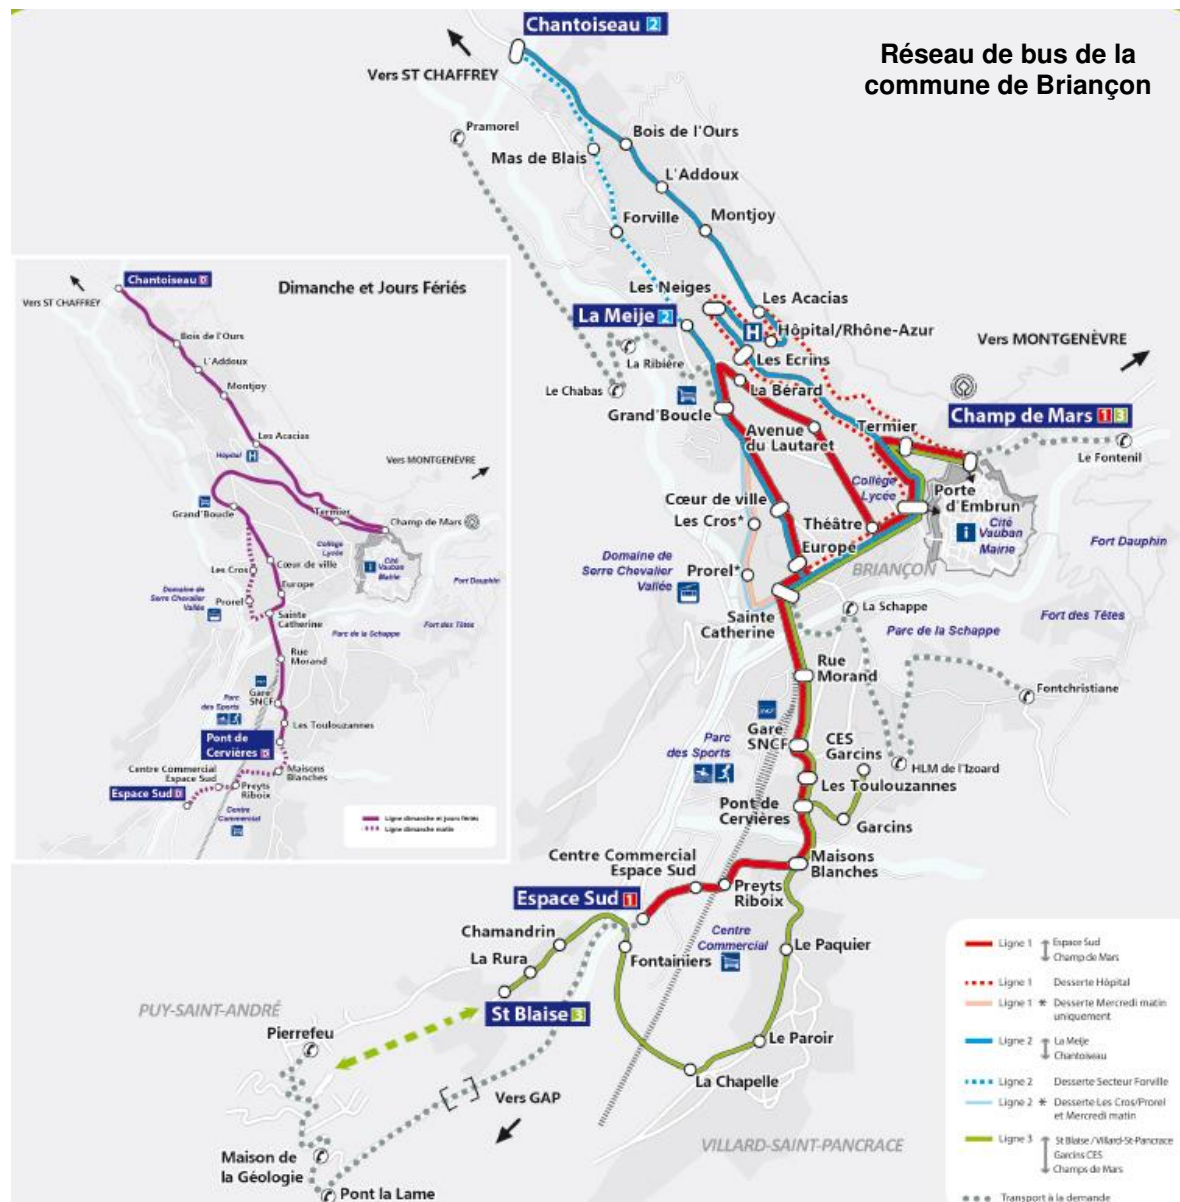 Réseau de bus de la
commune de Briançon
Chantoiseau 2
Vers ST CHAFFREY
Pramorel
Bois de l'Ours
Mas de Blais
L'Addoux
Forville
Montjoy
Les Neiges
Les Acacias
La Meije 2
H
Hôpital/Rhône-Azur
Vers MONTGENÈVRE
Les Ecrins
La Ribière
Le Chabas
La Bérard
Grand'Boucle
Avenue
du Lautaret
Termier
Champ de Mars 1 3
Le Fontenil
Collège
Lycée
Porte
d'Embrun
Cœur de ville
Les Cros*
Théâtre
i
Cité
Vauban
Mairie
Fort Dauphin
Domaine de
Serre Chevalier
Vallée
Prorel*
Europe
BRIANÇON
Sainte
Catherine
La Schappe
Parc de la Schappe
Fort des Têtes
Rue
Morand
Fontchristiane
Gare
SNCF
Parc
des Sports
CES
Garcins
HLM de l'Izoard
Les Toulouzannes
Pont de
Cervières
Garcins
Centre Commercial
Espace Sud
Maisons
Blanches
Preyts
Riboix
Espace Sud 1
Chamandrin
Centre
Commercial
Le Paquier
La Rura
Fontainiers
St Blaise 3
PUY-SAINT-ANDRÉ
Pierrefeu
Le Paroir
La Chapelle
Vers GAP
VILLARD-SAINT-PANCRACE
Maison de
la Géologie
Pont la Lame
Dimanche et Jours Fériés
Chantoiseau D
Vers ST CHAFFREY
Bois de l'Ours
L'Addoux
Montjoy
Les Acacias
Hôpital H
Vers MONTGENÈVRE
Grand'Boucle
Termier
Champ de Mars
Collège
Lycée
i
Cité
Vauban
Mairie
Cœur de ville
Les Cros
Fort Dauphin
Domaine de
Serre Chevalier
Vallée
Europe
Prorel
Sainte
Catherine
Fort des Têtes
Parc de la Schappe
Rue
Morand
Gare
SNCF
Parc
des Sports
Les Toulouzannes
Pont de
Cervières D
Centre Commercial
Espace Sud
Maisons
Blanches
Espace Sud D
Preyts
Riboix
Centre
Commercial
Ligne dimanche et jours fériés
Ligne dimanche matin
Ligne 1 Espace Sud
Champ de Mars
Ligne 1 Desserte Hôpital
Ligne 1 * Desserte Mercredi matin
uniquement
Ligne 2 La Meije
Chantoiseau
Ligne 2 Desserte Secteur Forville
Ligne 2 * Desserte Les Cros/Prorel
et Mercredi matin
Ligne 3 St Blaise / Villard-St-Pancrace
Garcins CES
Champs de Mars
Transport à la demande